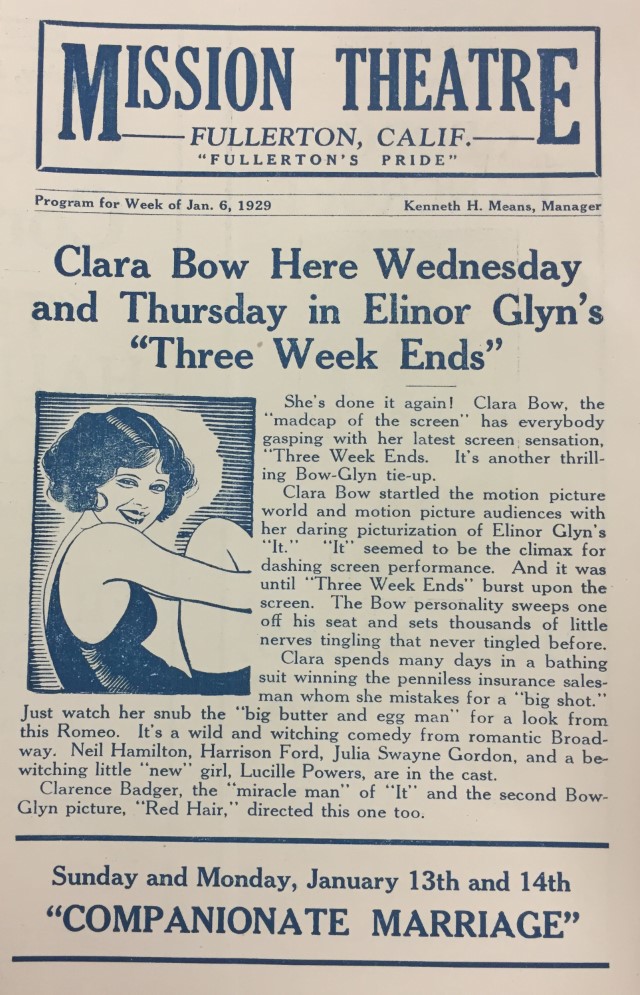 MISSION THEATRE
FULLERTON, CALIF.
"FULLERTON'S PRIDE"
Program for Week of Jan. 6, 1929 Kenneth H. Means, Manager
Clara Bow Here Wednesday
and Thursday in Elinor Glyn's
"Three Week Ends"
She's done it again! Clara Bow, the
"madcap of the screen" has everybody
gasping with her latest screen sensation,
"Three Week Ends. It's another thrill-
ing Bow-Glyn tie-up.
Clara Bow startled the motion picture
world and motion picture audiences with
her daring picturization of Elinor Glyn's
"It." "It" seemed to be the climax for
dashing screen performance. And it was
until "Three Week Ends" burst upon the
screen. The Bow personality sweeps one
off his seat and sets thousands of little
nerves tingling that never tingled before.
Clara spends many days in a bathing
suit winning the penniless insurance sales-
man whom she mistakes for a "big shot."
Just watch her snub the "big butter and egg man" for a look from
this Romeo. It's a wild and witching comedy from romantic Broad-
way. Neil Hamilton, Harrison Ford, Julia Swayne Gordon, and a be-
witching little "new" girl, Lucille Powers, are in the cast.
Clarence Badger, the "miracle man" of "It" and the second Bow-
Glyn picture, "Red Hair," directed this one too.
Sunday and Monday, January 13th and 14th
"COMPANIONATE MARRIAGE"